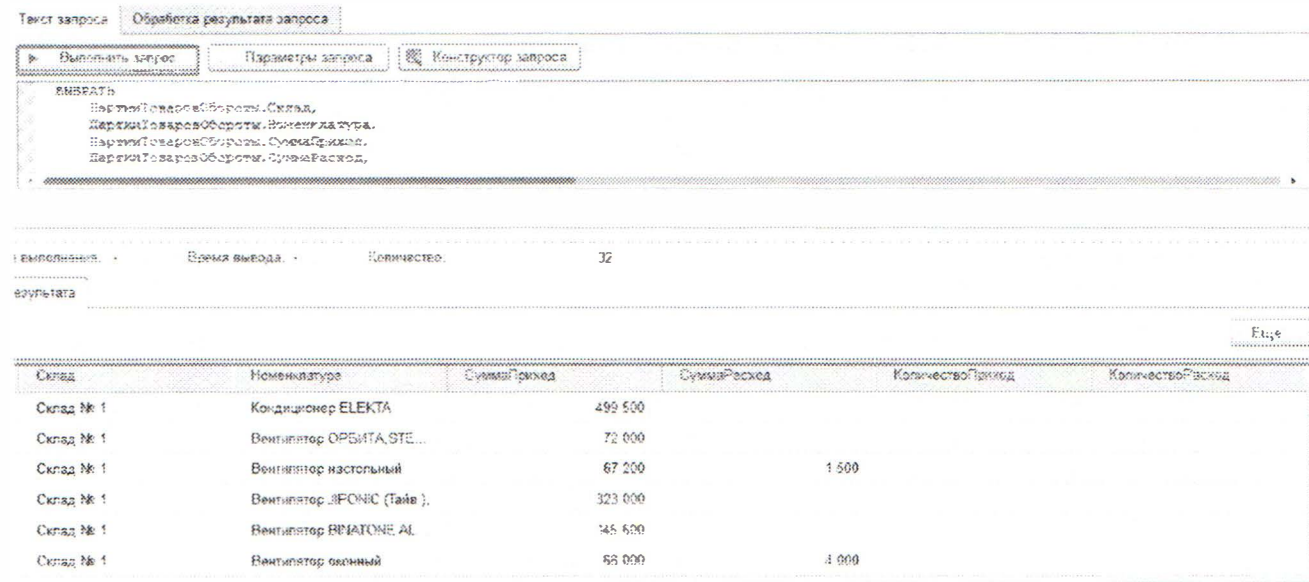 Текст запроса Обработка результата запроса
Выполнить запрос Параметры запроса Конструктор запроса
ВЫБРАТЬ
ПартииТоваровОбороты.Склад,
ПартииТоваровОбороты.Номенклатура,
ПартииТоваровОбороты.СуммаПриход,
ПартииТоваровОбороты.СуммаРасход,
выполнения: - Время вывода: - Количество: 32
езультата
Еще
Склад Номенклатура СуммаПриход СуммаРасход КоличествоПриход КоличествоРасход
Склад № 1 Кондиционер ELEKTA 499 500
Склад № 1 Вентилятор ОРБИТА,STE... 72 000
Склад № 1 Вентилятор настольный 67 200 1 500
Склад № 1 Вентилятор (Тайв.), 323 000
Склад № 1 Вентилятор BINATONE AL
Склад № 1 Вентилятор оконный 56 000 4 000